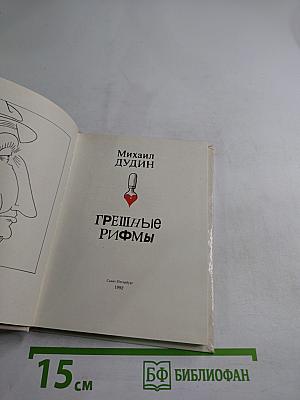 Михаил
ДУДИН
ГРЕШНЫЕ
РИФМЫ
Санкт-Петербург
1992
15 см
БФ БИБЛИОФАН